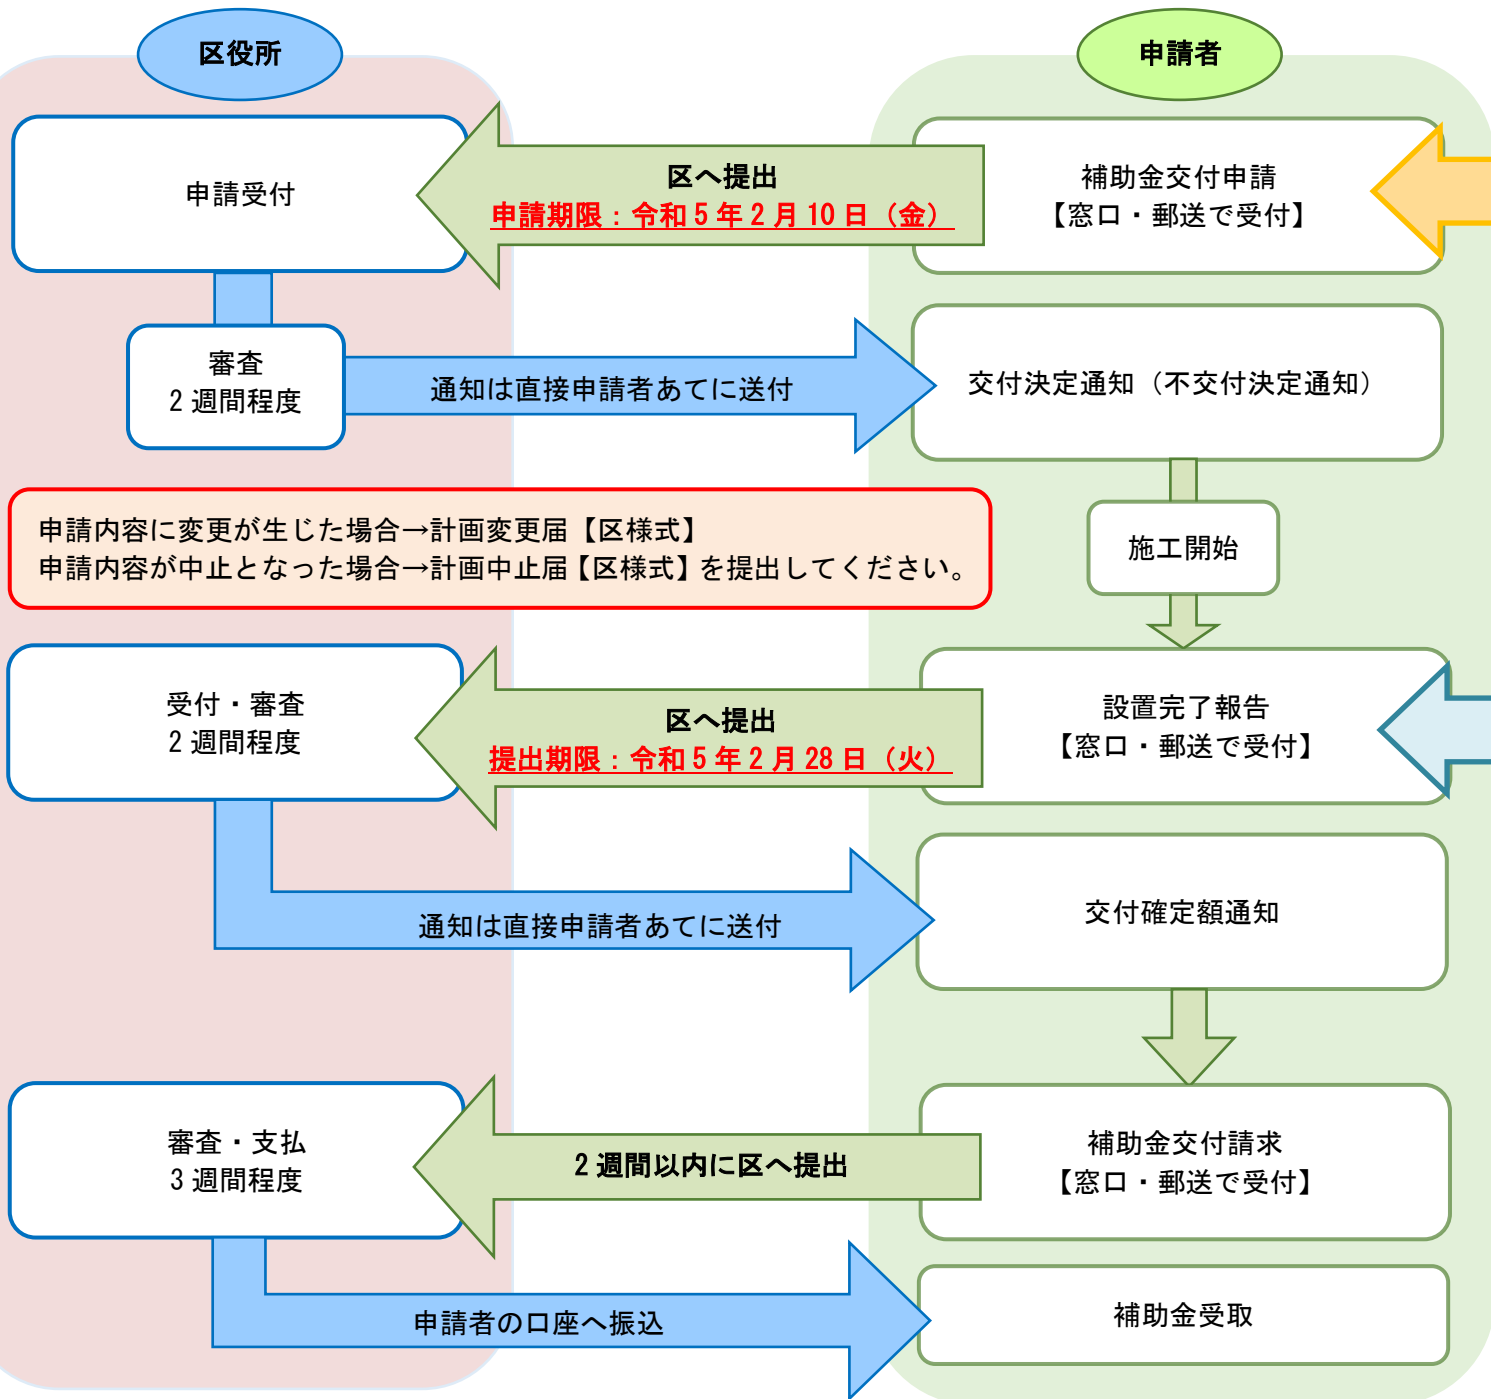 区役所
申請者
申請受付
区へ提出
申請期限：令和5年2月10日（金）
補助金交付申請
【窓口・郵送で受付】
審査
2週間程度
通知は直接申請者あてに送付
交付決定通知（不交付決定通知）
申請内容に変更が生じた場合→計画変更届【区様式】
申請内容が中止となった場合→計画中止届【区様式】を提出してください。
施工開始
受付・審査
2週間程度
区へ提出
提出期限：令和5年2月28日（火）
設置完了報告
【窓口・郵送で受付】
通知は直接申請者あてに送付
交付確定額通知
審査・支払
3週間程度
2週間以内に区へ提出
補助金交付請求
【窓口・郵送で受付】
申請者の口座へ振込
補助金受取